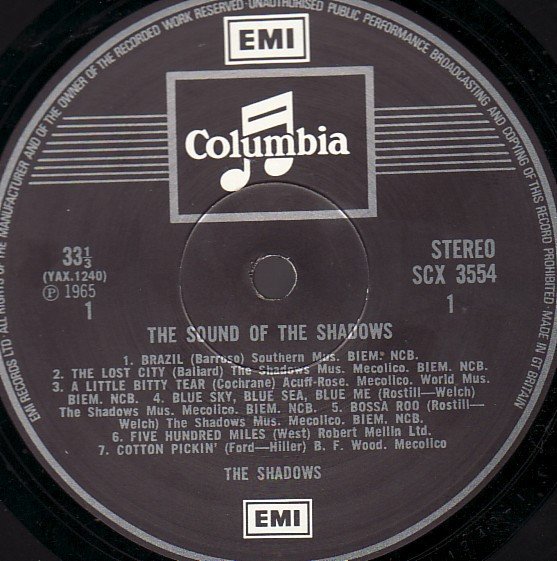 EMI RECORDS LTD ALL RIGHTS OF THE MANUFACTURER AND OF THE OWNER OF THE RECORDED WORK RESERVED·UNAUTHORISED PUBLIC PERFORMANCE BROADCASTING AND COPYING OF THIS RECORD PROHIBITED·MADE IN GT BRITAIN
EMI
Columbia
33⅓
(YAX.1240)
℗ 1965
1
STEREO
SCX 3554
1
THE SOUND OF THE SHADOWS
1. BRAZIL (Barroso) Southern Mus. BIEM. NCB.
2. THE LOST CITY (Ballard) The Shadows Mus. Mecolico. BIEM. NCB.
3. A LITTLE BITTY TEAR (Cochrane) Acuff-Rose. Mecolico. World Mus.
BIEM. NCB. 4. BLUE SKY, BLUE SEA, BLUE ME (Rostill—Welch)
The Shadows Mus. Mecolico. BIEM. NCB. 5. BOSSA ROO (Rostill—
Welch) The Shadows Mus. Mecolico. BIEM. NCB.
6. FIVE HUNDRED MILES (West) Robert Mellin Ltd.
7. COTTON PICKIN' (Ford—Hiller) B. F. Wood. Mecolico
THE SHADOWS
EMI